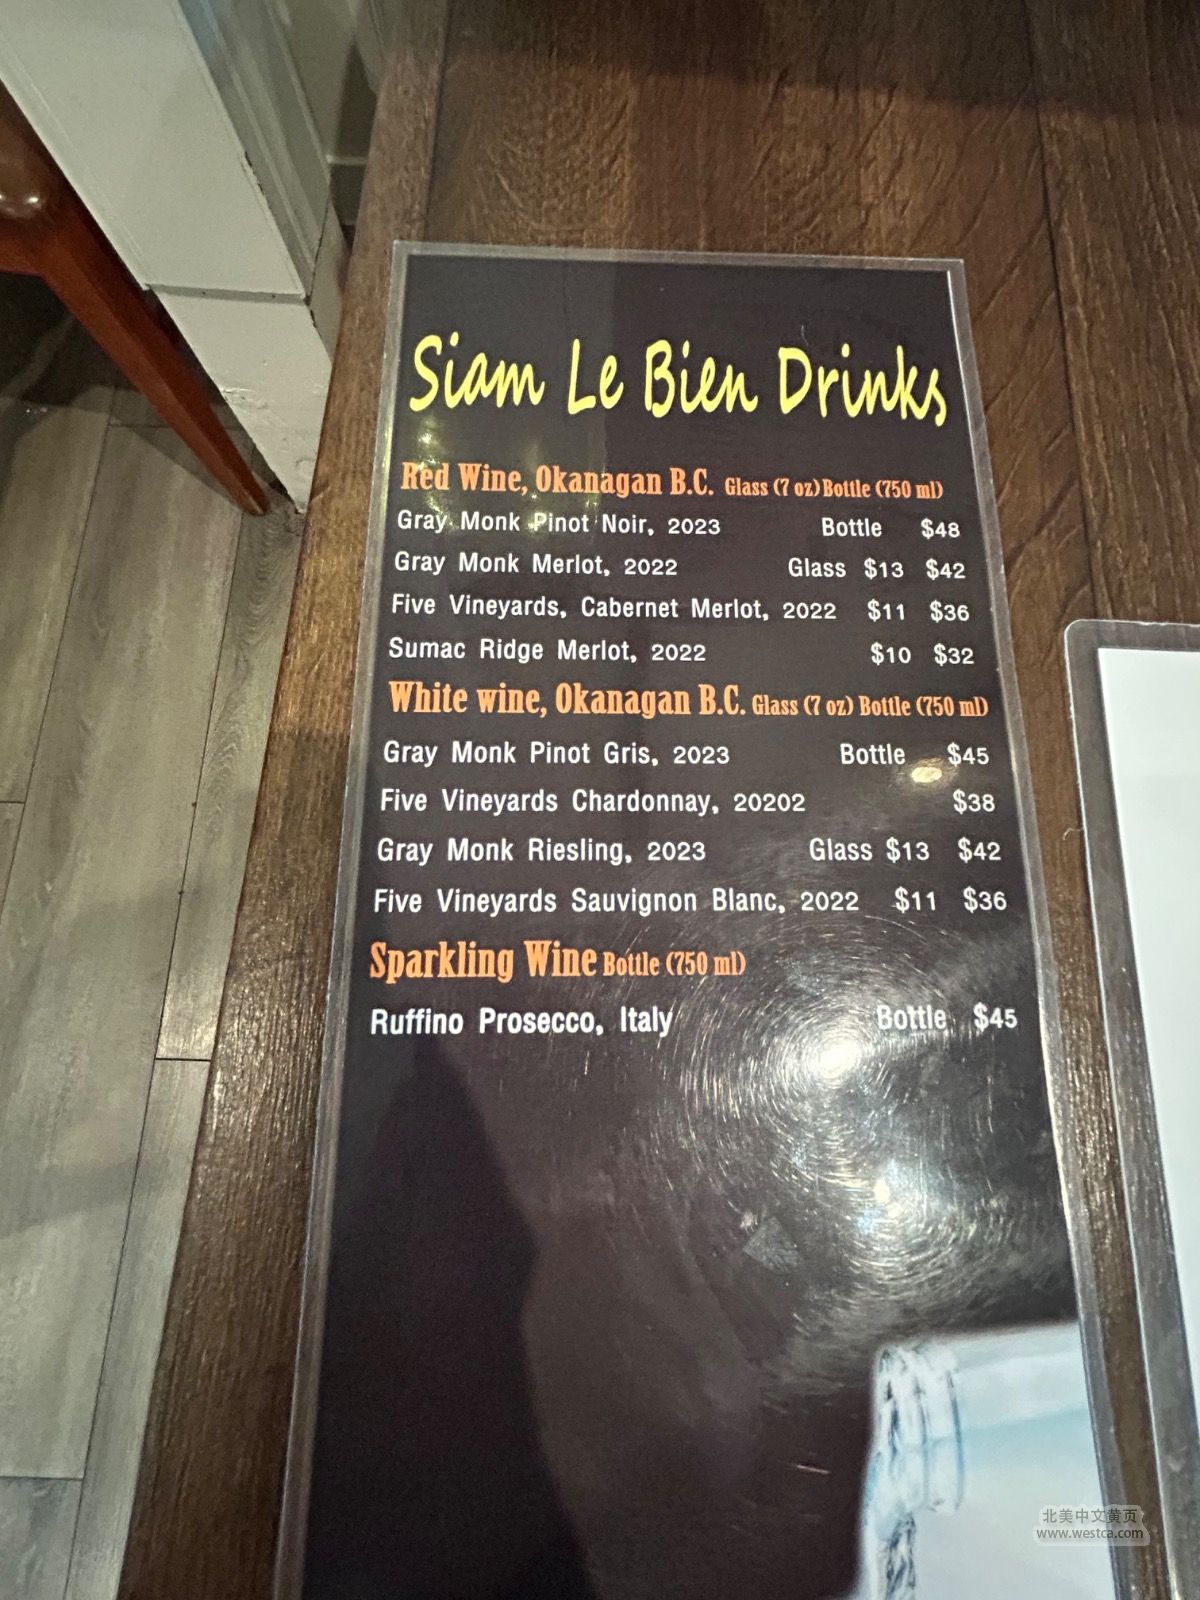 Siam Le Bien Drinks
Red Wine, Okanagan B.C. Glass (7 oz) Bottle (750 ml)
Gray Monk Pinot Noir, 2023 Bottle $48
Gray Monk Merlot, 2022 Glass $13 $42
Five Vineyards, Cabernet Merlot, 2022 $11 $36
Sumac Ridge Merlot, 2022 $10 $32
White wine, Okanagan B.C. Glass (7 oz) Bottle (750 ml)
Gray Monk Pinot Gris, 2023 Bottle $45
Five Vineyards Chardonnay, 20202 $38
Gray Monk Riesling, 2023 Glass $13 $42
Five Vineyards Sauvignon Blanc, 2022 $11 $36
Sparkling Wine Bottle (750 ml)
Ruffino Prosecco, Italy Bottle $45
北美中文黄页
www.westca.com